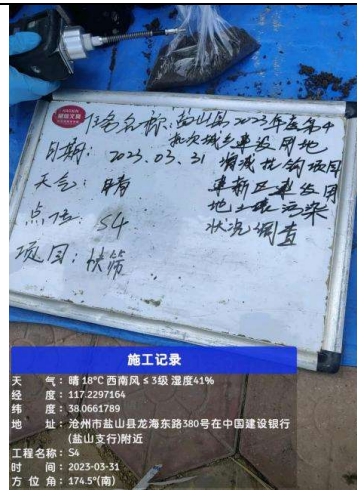 任务名称：盐山县2023年度第4
批次城乡建设用地
日期：2023.03.31 增减挂钩项目
天气：晴 建新区建设用
地土壤污染
点位：S4 状况调查
项目：快筛
施工记录
天 气：晴 18°C 西南风 ≤ 3级 湿度41%
经 度：117.2297164
纬 度：38.0661789
地 址：沧州市盐山县龙海东路380号在中国建设银行
(盐山支行)附近
工程名称：S4
时 间：2023-03-31
方 位 角：174.5°(南)